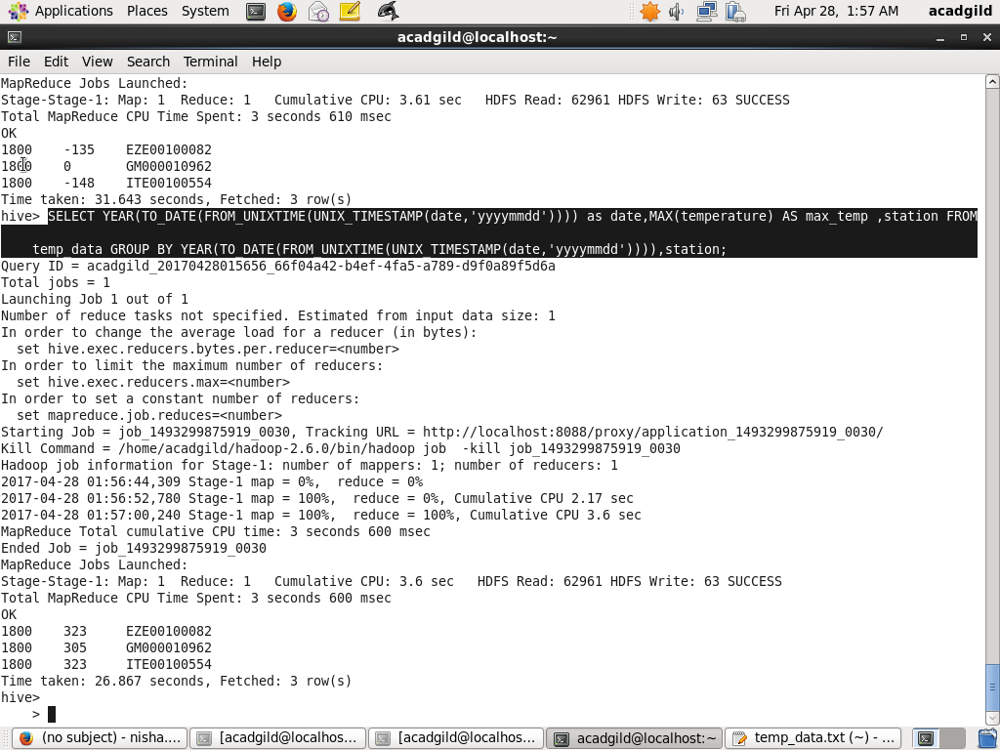 Applications Places System Fri Apr 28, 1:57 AM acadgild
acadgild@localhost:~
File Edit View Search Terminal Help
MapReduce Jobs Launched:
Stage-Stage-1: Map: 1  Reduce: 1   Cumulative CPU: 3.61 sec   HDFS Read: 62961 HDFS Write: 63 SUCCESS
Total MapReduce CPU Time Spent: 3 seconds 610 msec
OK
1800    -135    EZE00100082
1800    0       GM000010962
1800    -148    ITE00100554
Time taken: 31.643 seconds, Fetched: 3 row(s)
hive> SELECT YEAR(TO_DATE(FROM_UNIXTIME(UNIX_TIMESTAMP(date,'yyyymmdd')))) as date,MAX(temperature) AS max_temp ,station FROM
    temp_data GROUP BY YEAR(TO_DATE(FROM_UNIXTIME(UNIX_TIMESTAMP(date,'yyyymmdd')))),station;
Query ID = acadgild_20170428015656_66f04a42-b4ef-4fa5-a789-d9f0a89f5d6a
Total jobs = 1
Launching Job 1 out of 1
Number of reduce tasks not specified. Estimated from input data size: 1
In order to change the average load for a reducer (in bytes):
  set hive.exec.reducers.bytes.per.reducer=<number>
In order to limit the maximum number of reducers:
  set hive.exec.reducers.max=<number>
In order to set a constant number of reducers:
  set mapreduce.job.reduces=<number>
Starting Job = job_1493299875919_0030, Tracking URL = http://localhost:8088/proxy/application_1493299875919_0030/
Kill Command = /home/acadgild/hadoop-2.6.0/bin/hadoop job  -kill job_1493299875919_0030
Hadoop job information for Stage-1: number of mappers: 1; number of reducers: 1
2017-04-28 01:56:44,309 Stage-1 map = 0%,  reduce = 0%
2017-04-28 01:56:52,780 Stage-1 map = 100%,  reduce = 0%, Cumulative CPU 2.17 sec
2017-04-28 01:57:00,240 Stage-1 map = 100%,  reduce = 100%, Cumulative CPU 3.6 sec
MapReduce Total cumulative CPU time: 3 seconds 600 msec
Ended Job = job_1493299875919_0030
MapReduce Jobs Launched:
Stage-Stage-1: Map: 1  Reduce: 1   Cumulative CPU: 3.6 sec   HDFS Read: 62961 HDFS Write: 63 SUCCESS
Total MapReduce CPU Time Spent: 3 seconds 600 msec
OK
1800    323     EZE00100082
1800    305     GM000010962
1800    323     ITE00100554
Time taken: 26.867 seconds, Fetched: 3 row(s)
hive>
    >
(no subject) - nisha.... [acadgild@localhos... [acadgild@localhos... acadgild@localhost:~ temp_data.txt (~) - ...